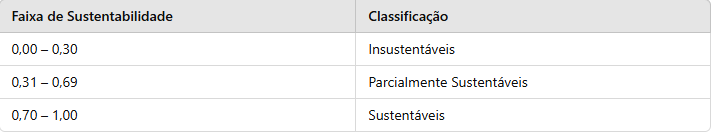 Faixa de Sustentabilidade Classificação
0,00 – 0,30 Insustentáveis
0,31 – 0,69 Parcialmente Sustentáveis
0,70 – 1,00 Sustentáveis